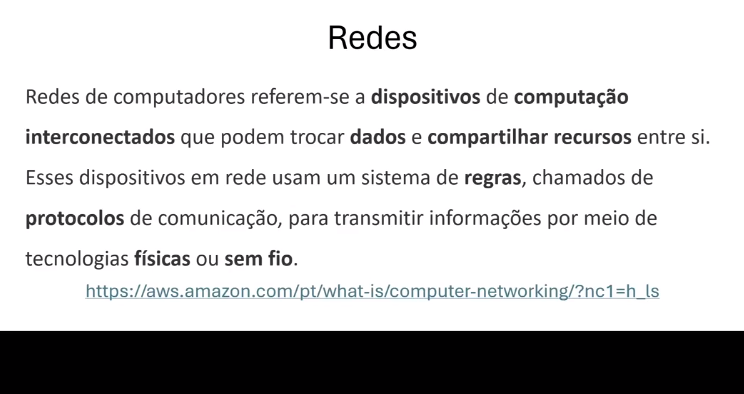 Redes
Redes de computadores referem-se a dispositivos de computação
interconectados que podem trocar dados e compartilhar recursos entre si.
Esses dispositivos em rede usam um sistema de regras, chamados de
protocolos de comunicação, para transmitir informações por meio de
tecnologias físicas ou sem fio.
https://aws.amazon.com/pt/what-is/computer-networking/?nc1=h_ls